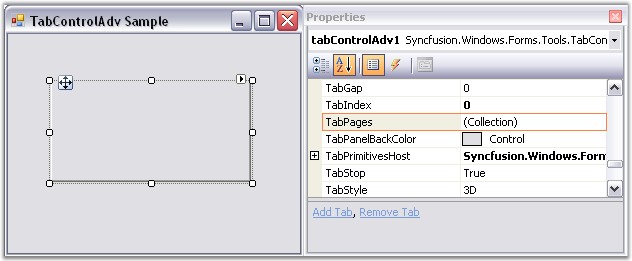 TabControlAdv Sample
Properties
tabControlAdv1 Syncfusion.Windows.Forms.Tools.TabCon
TabGap 0
TabIndex 0
TabPages (Collection)
TabPanelBackColor Control
TabPrimitivesHost Syncfusion.Windows.Form
TabStop True
TabStyle 3D
Add Tab, Remove Tab